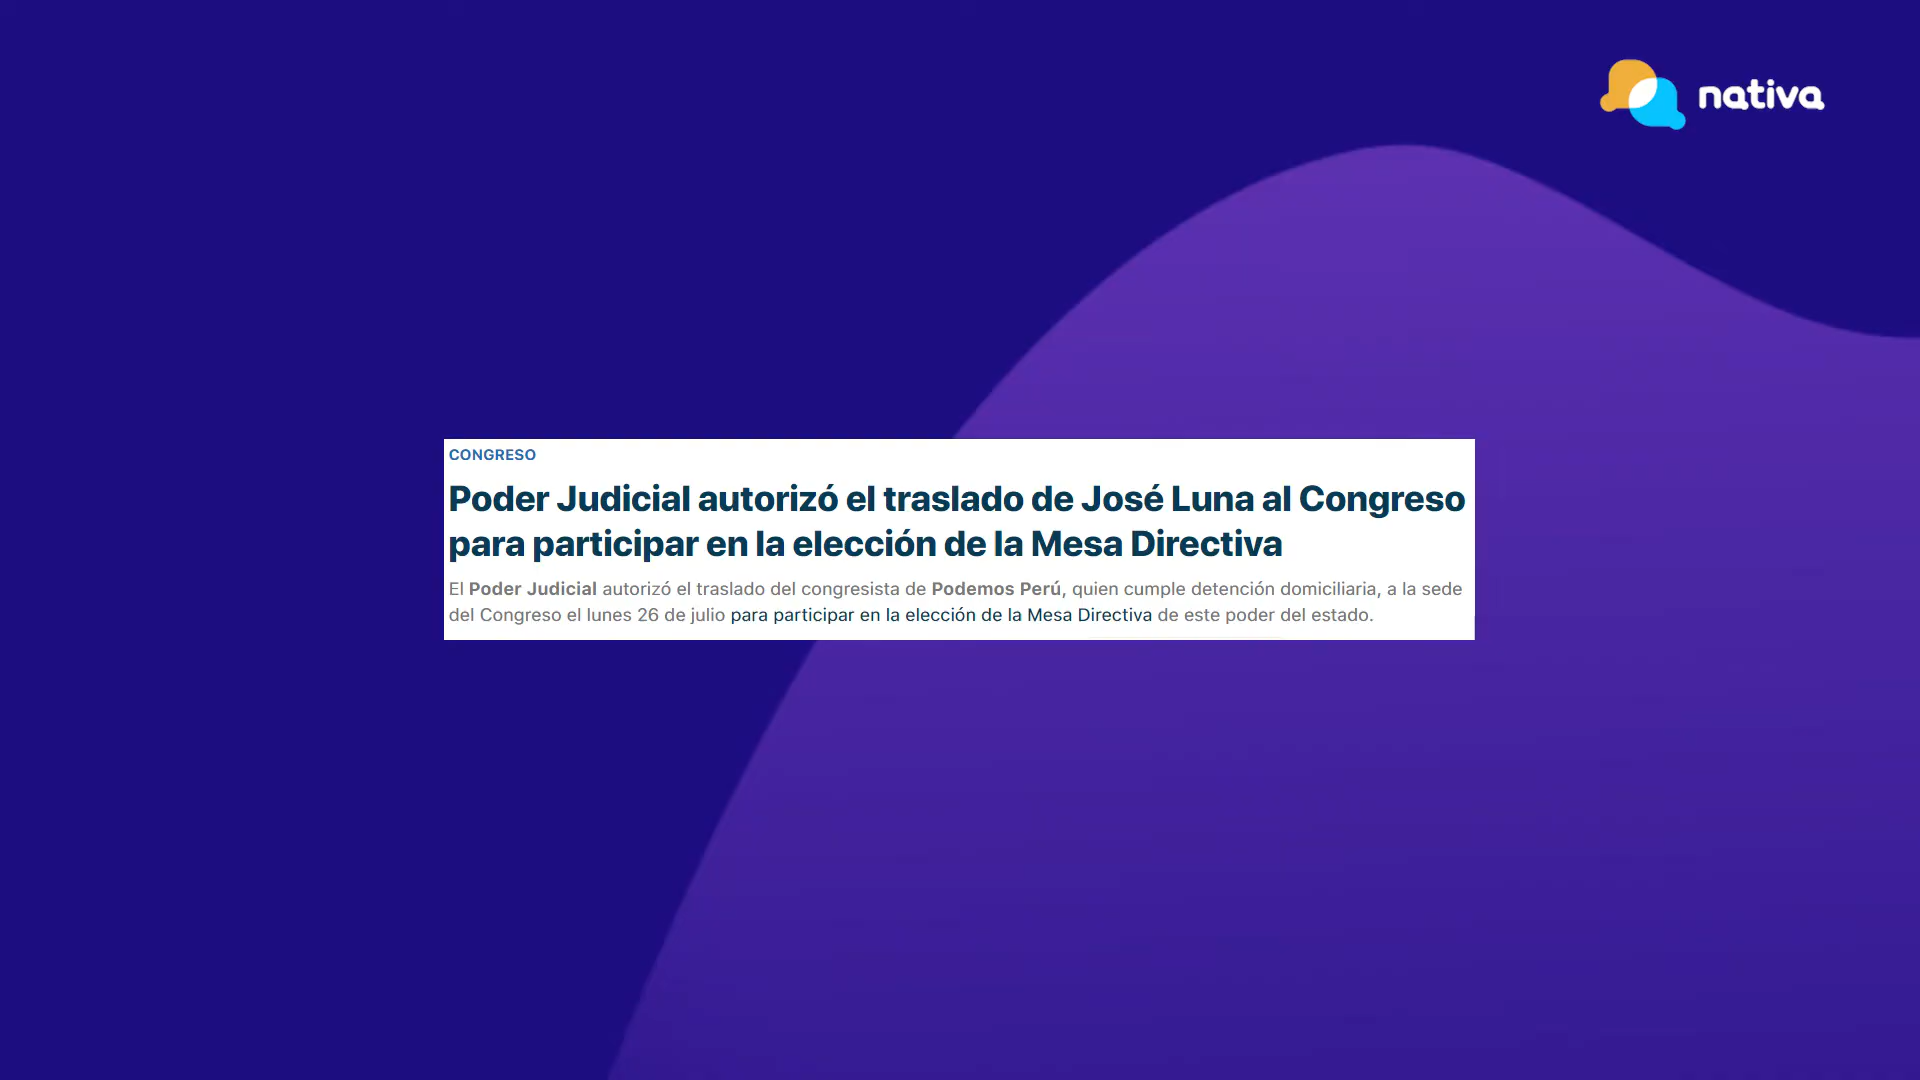 nativa
CONGRESO
Poder Judicial autorizó el traslado de José Luna al Congreso
para participar en la elección de la Mesa Directiva
El Poder Judicial autorizó el traslado del congresista de Podemos Perú, quien cumple detención domiciliaria, a la sede
del Congreso el lunes 26 de julio para participar en la elección de la Mesa Directiva de este poder del estado.